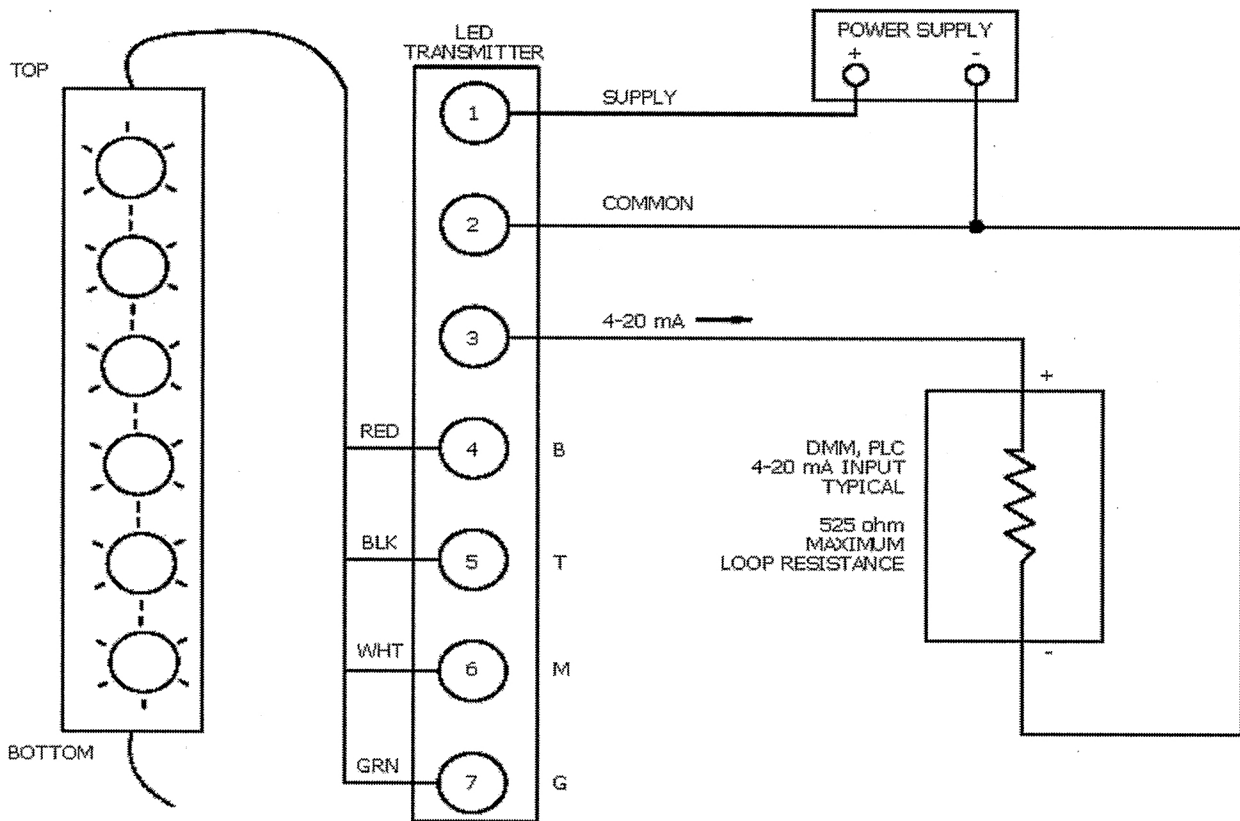 LED
TRANSMITTER
POWER SUPPLY
+ -
TOP
1
SUPPLY
2
COMMON
3
4-20 mA
+
RED
4
B
DMM, PLC
4-20 mA INPUT
TYPICAL
525 ohm
MAXIMUM
LOOP RESISTANCE
-
BLK
5
T
WHT
6
M
BOTTOM
GRN
7
G